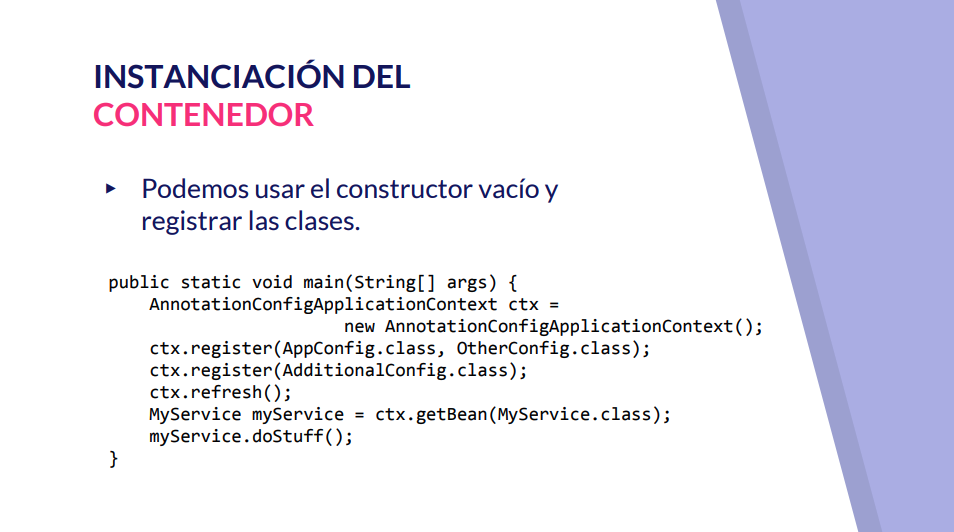 INSTANCIACIÓN DEL
CONTENEDOR
▸ Podemos usar el constructor vacío y
registrar las clases.
public static void main(String[] args) {
    AnnotationConfigApplicationContext ctx =
                       new AnnotationConfigApplicationContext();
    ctx.register(AppConfig.class, OtherConfig.class);
    ctx.register(AdditionalConfig.class);
    ctx.refresh();
    MyService myService = ctx.getBean(MyService.class);
    myService.doStuff();
}